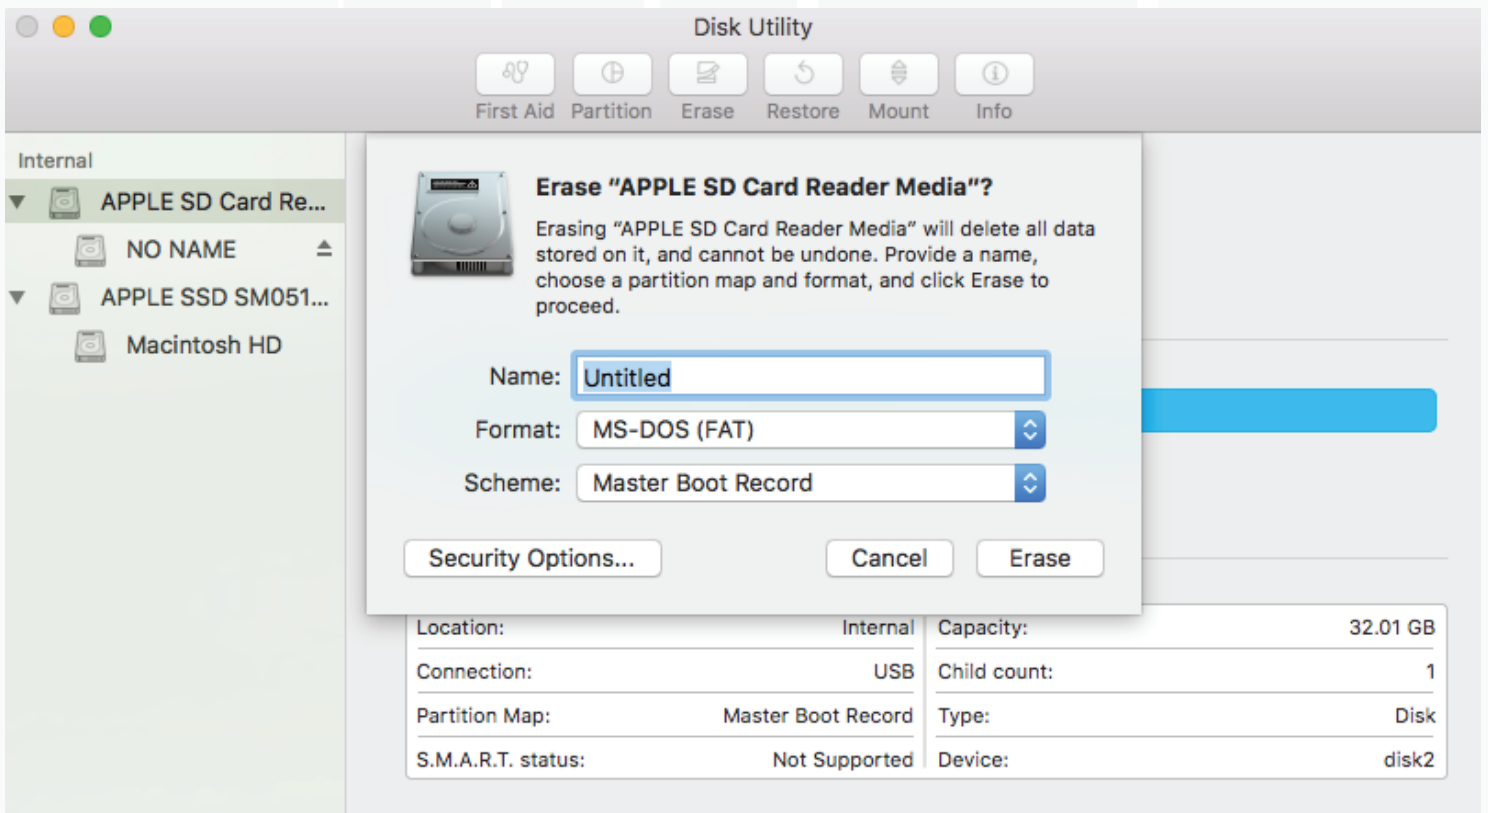 Disk Utility
First Aid Partition Erase Restore Mount Info
Internal
APPLE SD Card Re...
NO NAME
APPLE SSD SM051...
Macintosh HD
Erase “APPLE SD Card Reader Media”?
Erasing “APPLE SD Card Reader Media” will delete all data
stored on it, and cannot be undone. Provide a name,
choose a partition map and format, and click Erase to
proceed.
Name: Untitled
Format: MS-DOS (FAT)
Scheme: Master Boot Record
Security Options... Cancel Erase
Location: Internal Capacity: 32.01 GB
Connection: USB Child count: 1
Partition Map: Master Boot Record Type: Disk
S.M.A.R.T. status: Not Supported Device: disk2